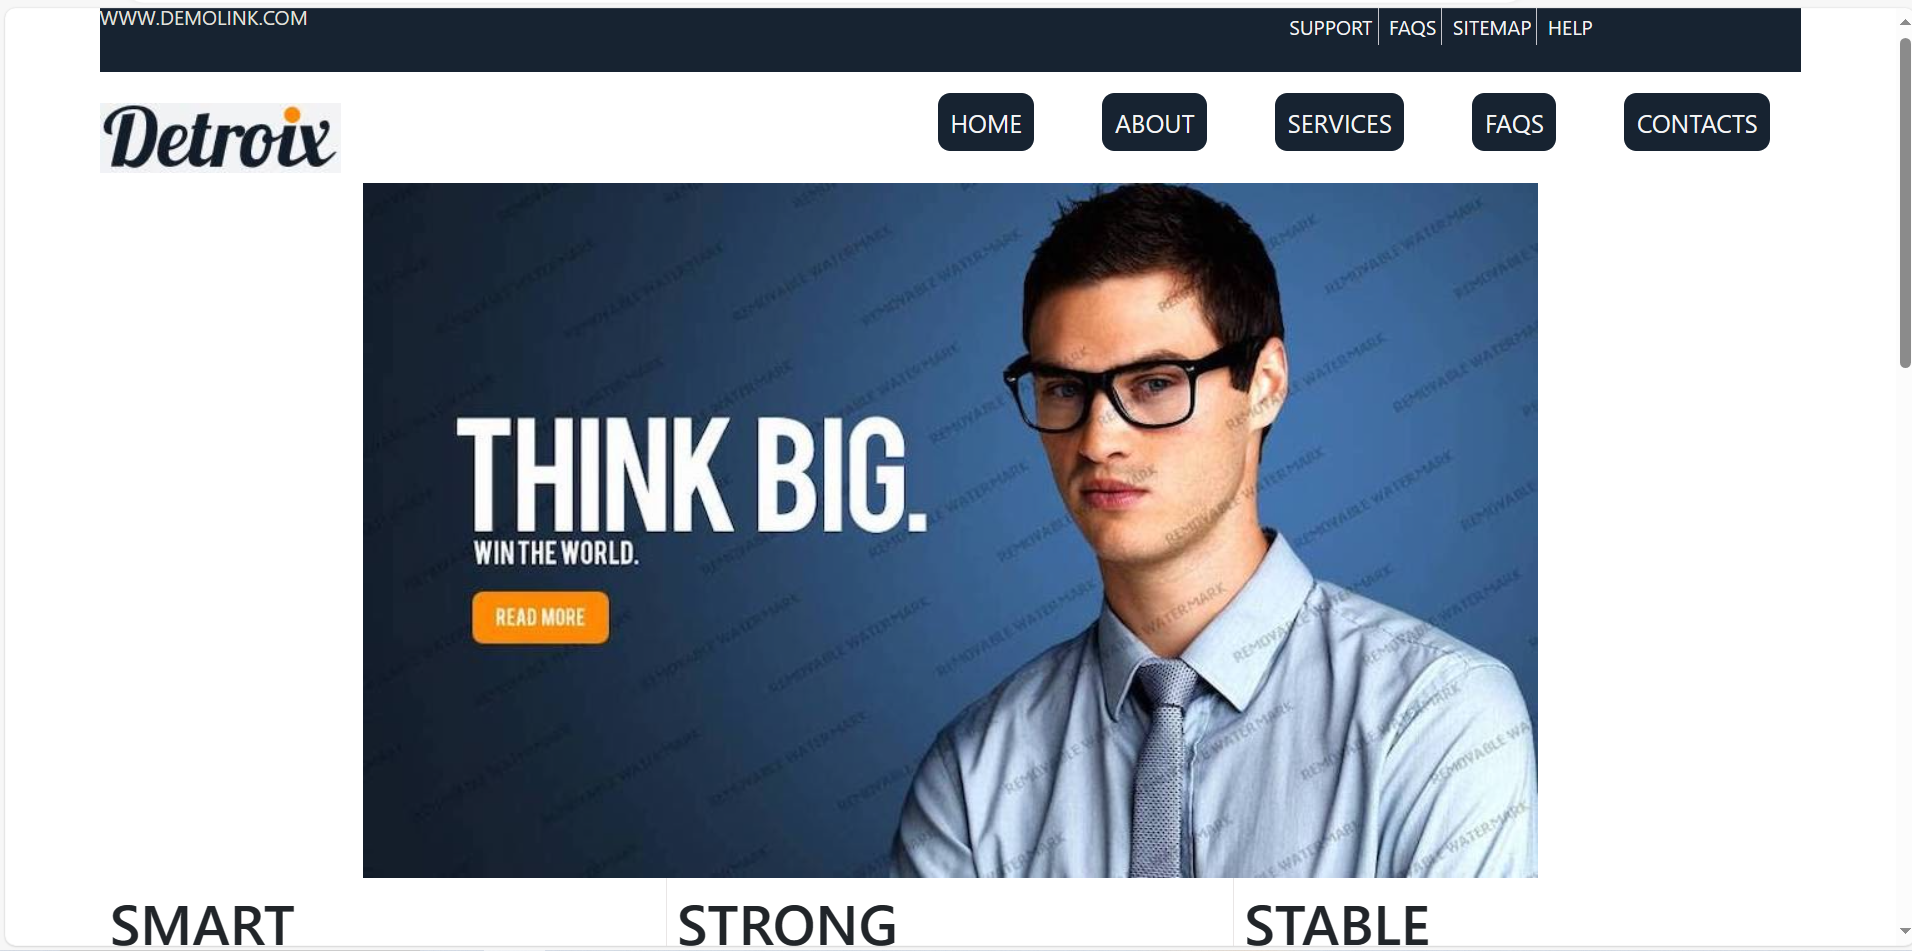 WWW.DEMOLINK.COM
SUPPORT FAQS SITEMAP HELP
Detroix
HOME ABOUT SERVICES FAQS CONTACTS
THINK BIG.
WIN THE WORLD.
READ MORE
REMOVABLE WATERMARK
SMART STRONG STABLE